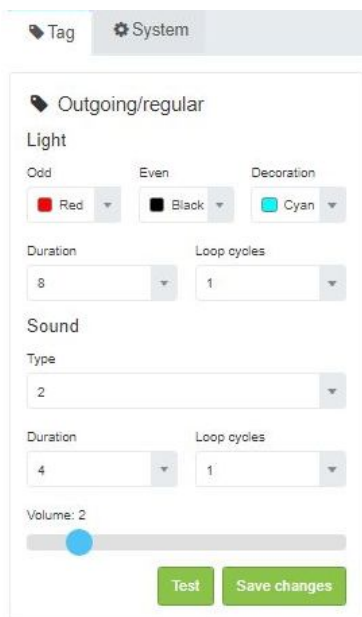 Tag System
Outgoing/regular
Light
Odd Even Decoration
Red Black Cyan
Duration Loop cycles
8 1
Sound
Type
2
Duration Loop cycles
4 1
Volume: 2
Test Save changes